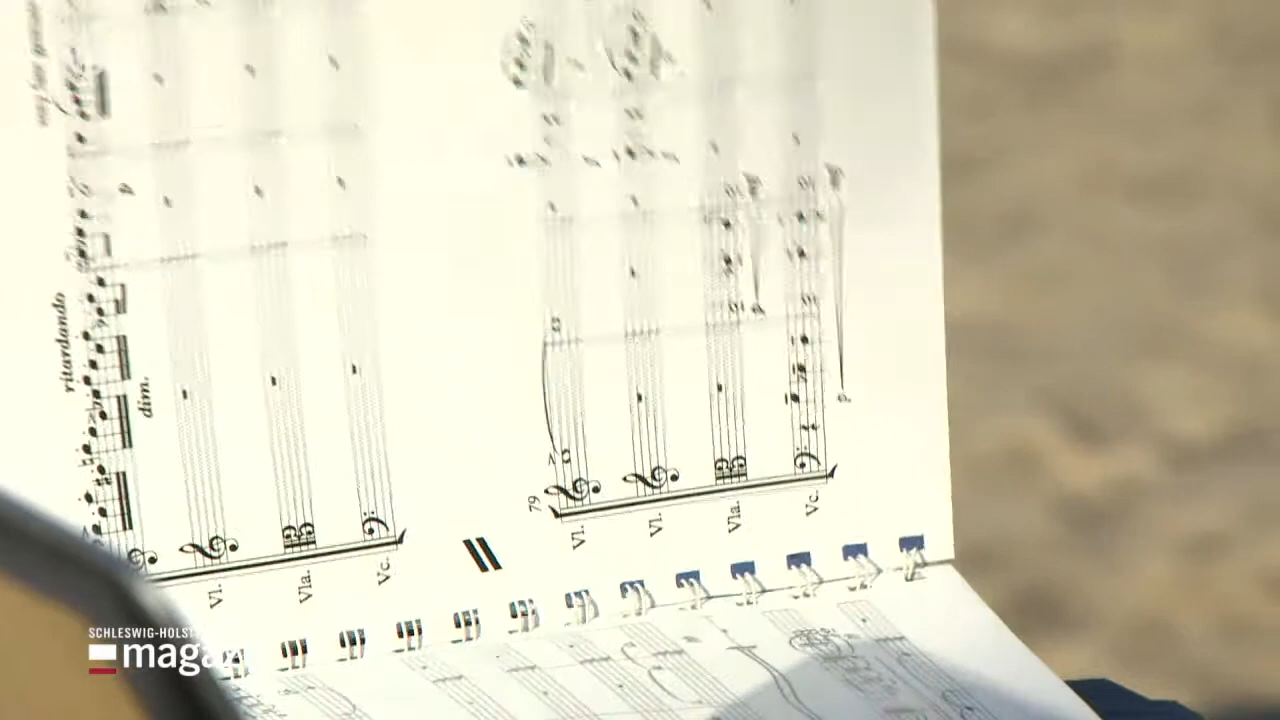 ritardando
dim.
Vl.
Vla.
Vc.
79
Vl.
Vl.
Vla.
Vc.
p
p
SCHLESWIG-HOLST
magaz